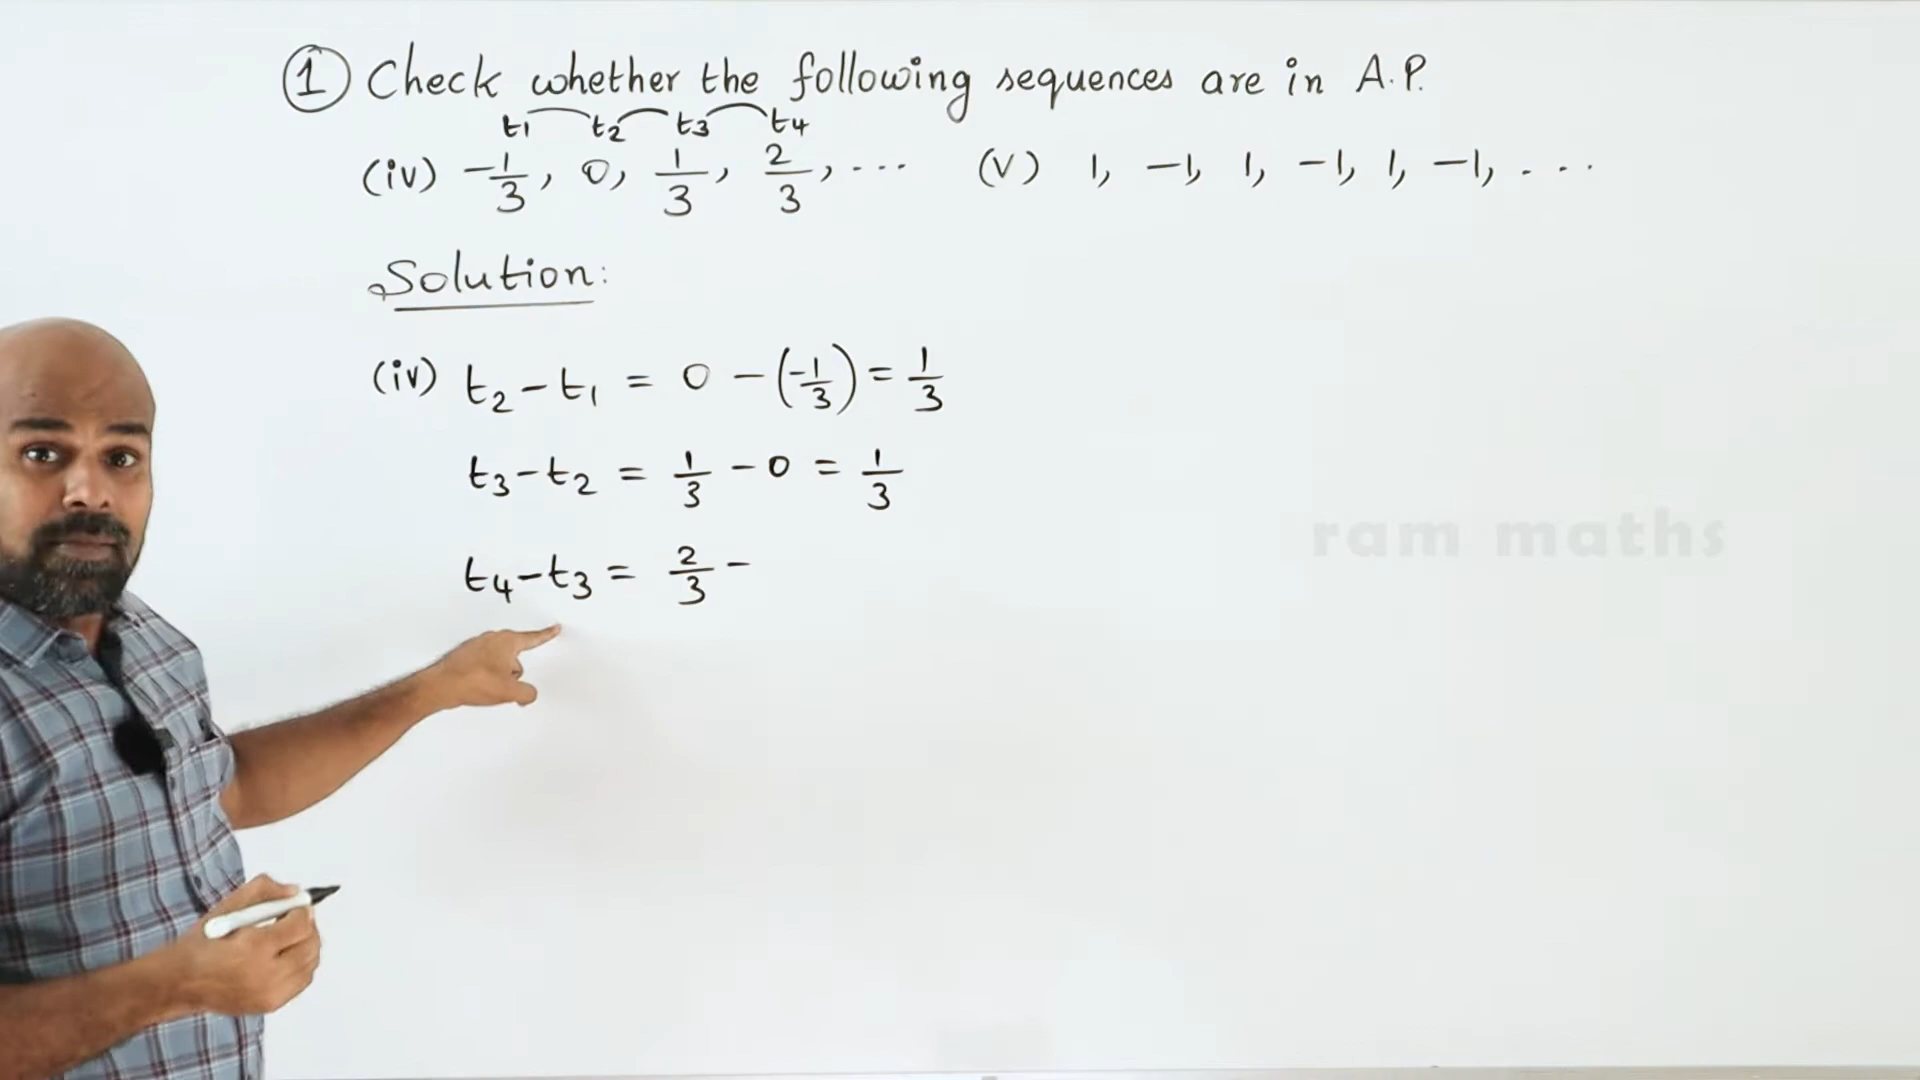 ① Check whether the following sequences are in A.P.
t1 t2 t3 t4
(iv) -1/3, 0, 1/3, 2/3, ... (v) 1, -1, 1, -1, 1, -1, ...
Solution:
(iv) t2 - t1 = 0 - (-1/3) = 1/3
t3 - t2 = 1/3 - 0 = 1/3
ram maths
t4 - t3 = 2/3 -